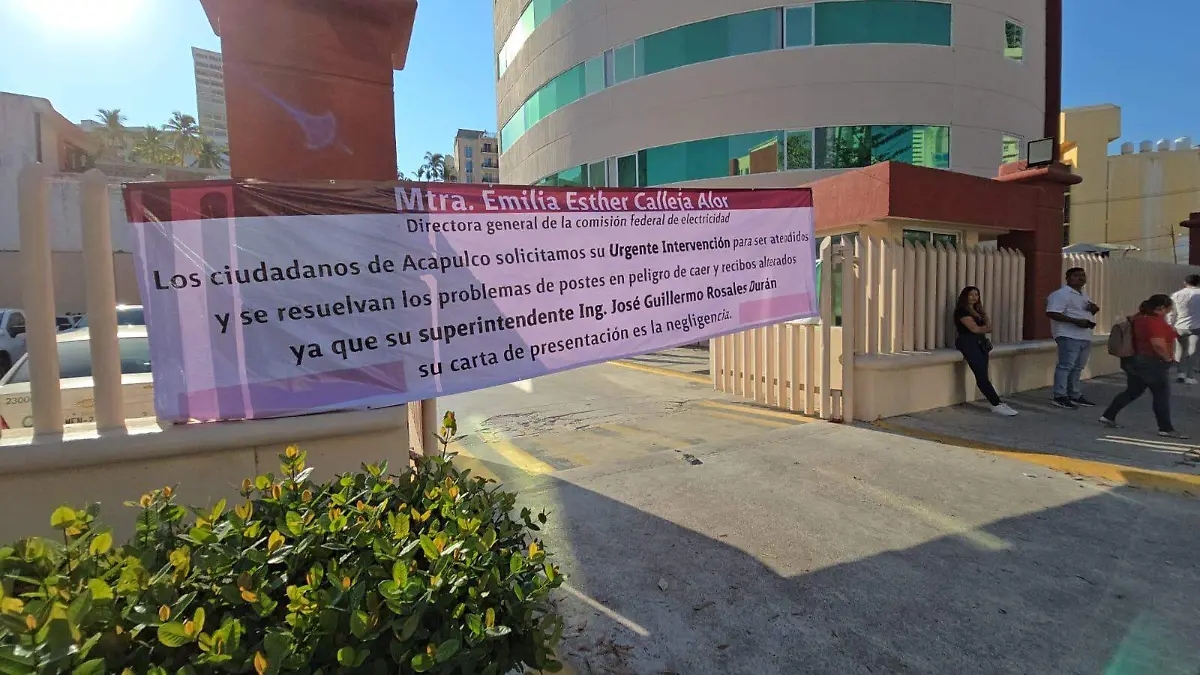 Mtra. Emilia Esther Calleja Alor
Directora general de la comisión federal de electricidad
Los ciudadanos de Acapulco solicitamos su Urgente Intervención para ser atendidos
y se resuelvan los problemas de postes en peligro de caer y recibos alterados
ya que su superintendente Ing. José Guillermo Rosales Durán
su carta de presentación es la negligencia.